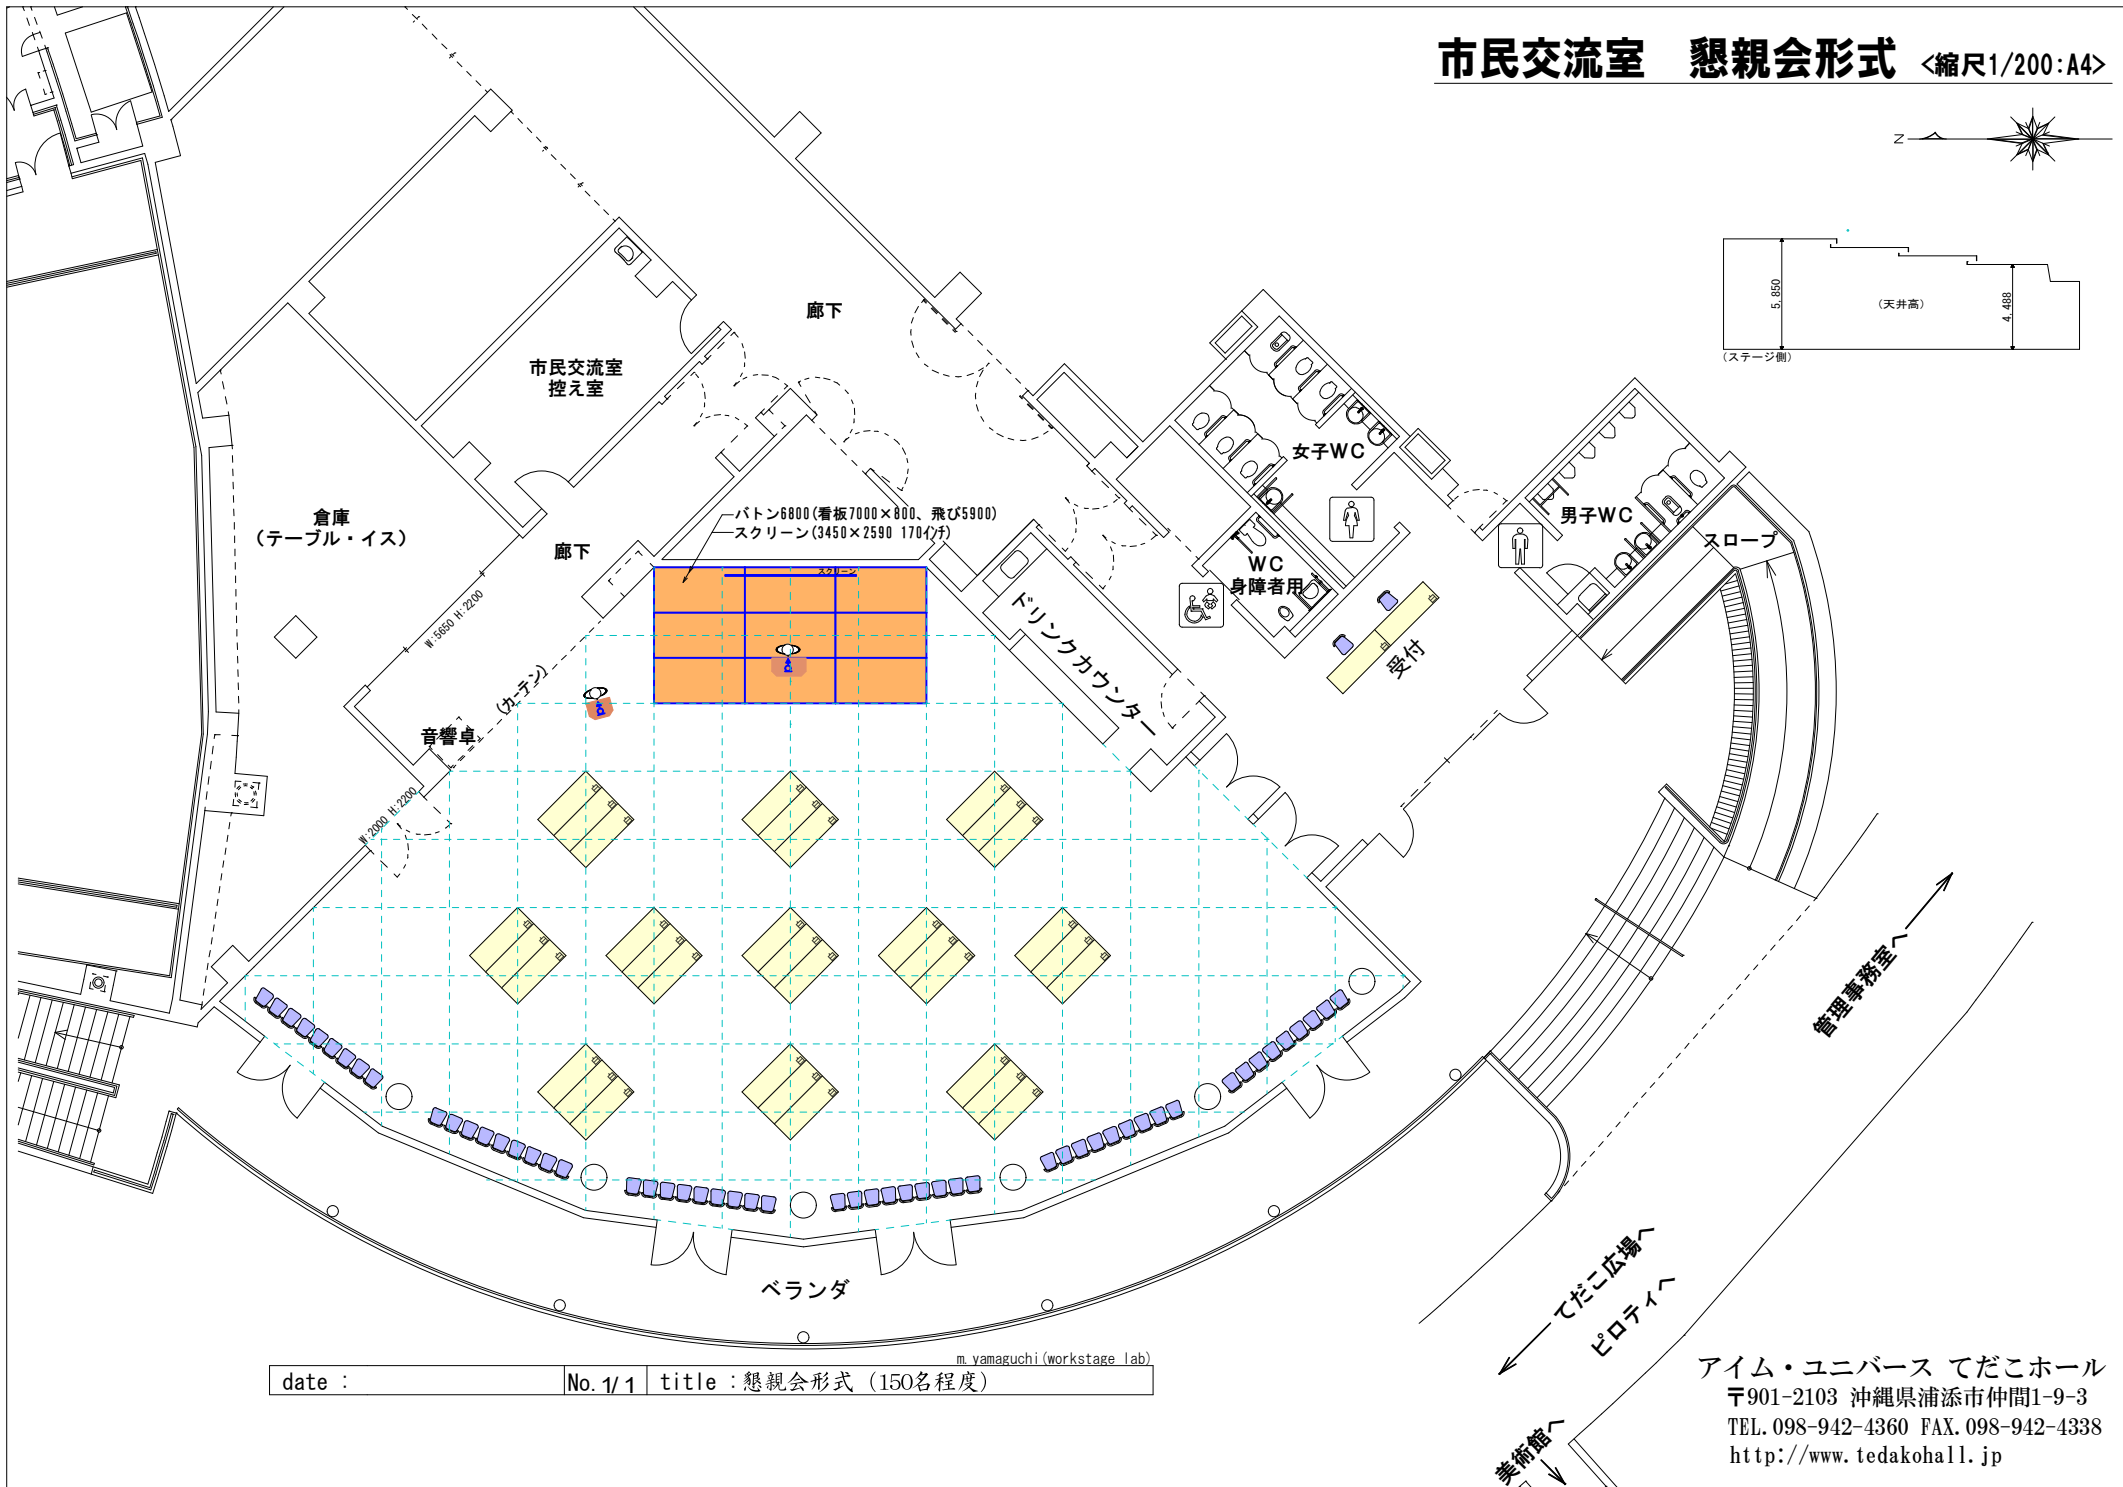 市民交流室　懇親会形式 <縮尺1/200:A4>
N
5,850
(天井高)
4,488
(ステージ側)
廊下
市民交流室
控え室
倉庫
(テーブル・イス)
廊下
バトン6800(看板7000×800、飛び5900)
スクリーン(3450×2590 170インチ)
スクリーン
W:5650 H:2200
(カーテン)
音響卓
W:2000 H:2200
ドリンクカウンター
女子WC
WC
身障者用
男子WC
スロープ
受付
管理事務室へ
てだこ広場へ
ピロティへ
美術館へ
ベランダ
m.yamaguchi(workstage lab)
date :
No. 1/1
title :懇親会形式 (150名程度)
アイム・ユニバース てだこホール
〒901-2103 沖縄県浦添市仲間1-9-3
TEL.098-942-4360 FAX.098-942-4338
http://www.tedakohall.jp